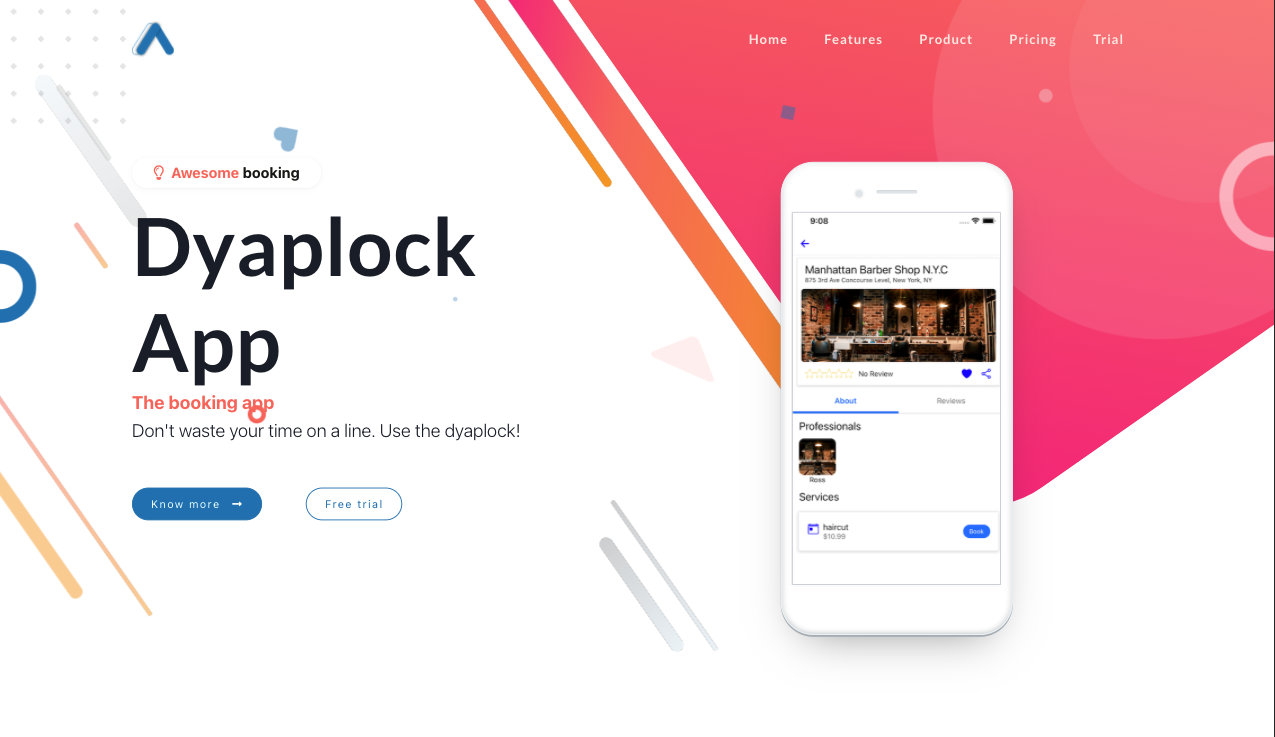 Home Features Product Pricing Trial
Awesome booking
Dyaplock
App
The booking app
Don't waste your time on a line. Use the dyaplock!
Know more
Free trial
9:08
Manhattan Barber Shop N.Y.C
875 3rd Ave Concourse Level, New York, NY
No Review
About Reviews
Professionals
Ross
Services
haircut
$10.99
Book